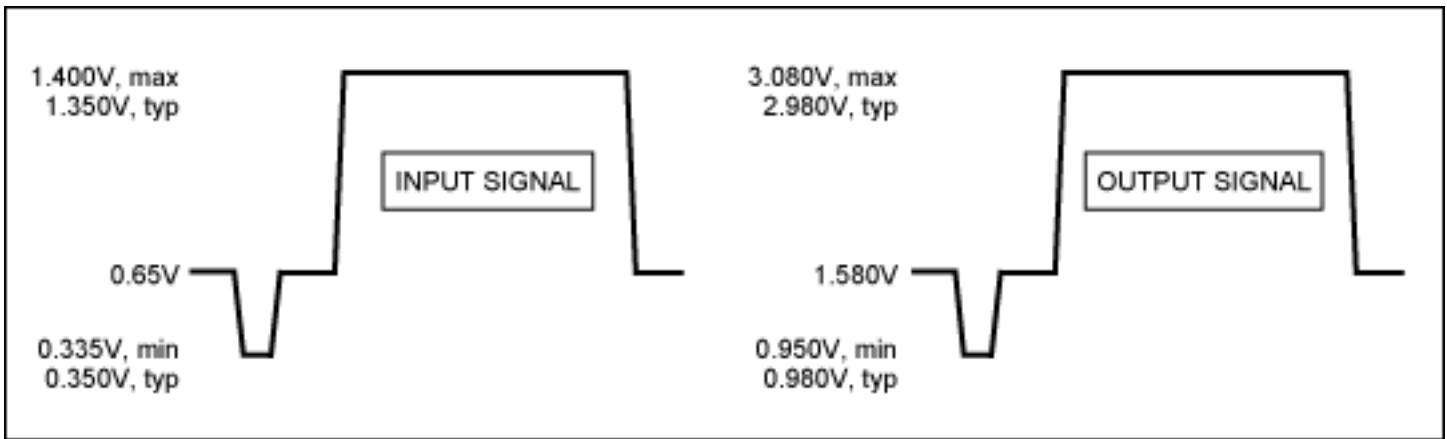 1.400V, max
1.350V, typ
INPUT SIGNAL
0.65V
0.335V, min
0.350V, typ
3.080V, max
2.980V, typ
OUTPUT SIGNAL
1.580V
0.950V, min
0.980V, typ